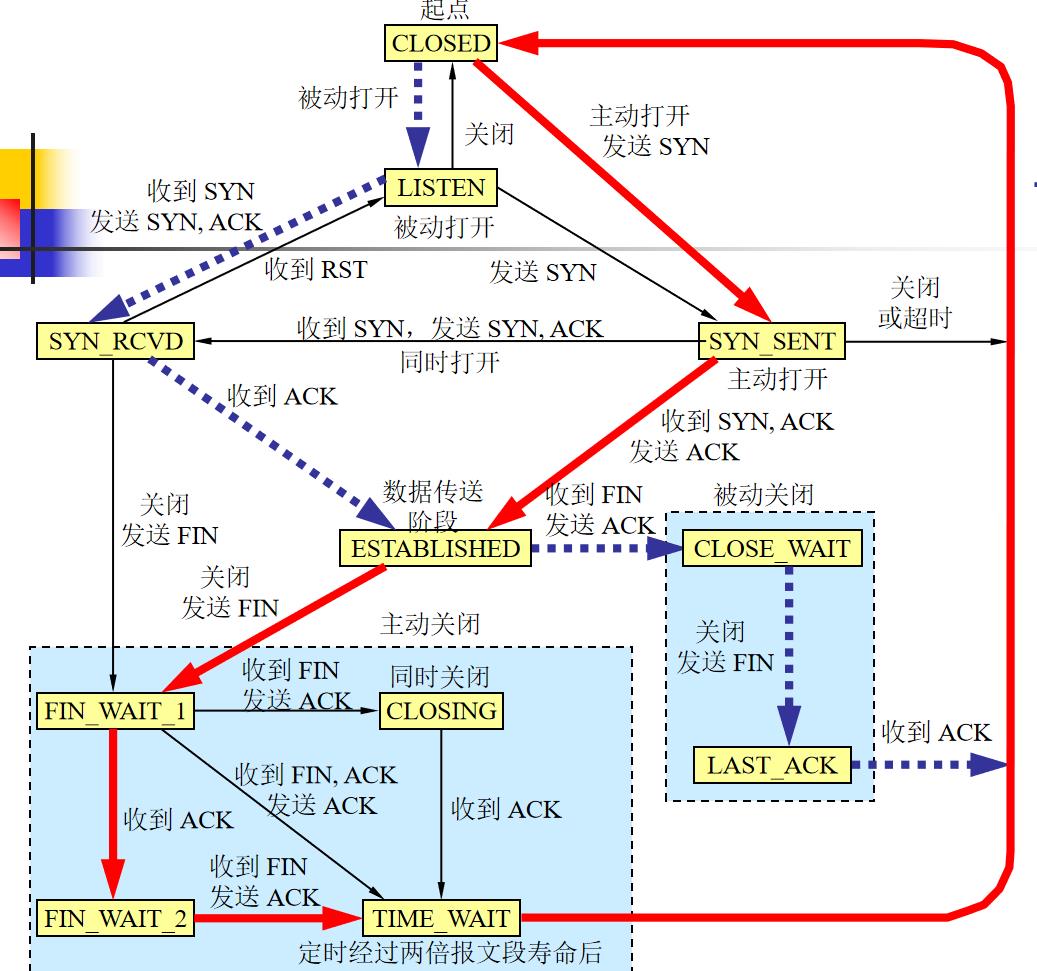 起点
CLOSED
被动打开
关闭
主动打开
发送 SYN
LISTEN
被动打开
收到 SYN
发送 SYN, ACK
收到 RST
发送 SYN
关闭
或超时
SYN_RCVD
收到 SYN，发送 SYN, ACK
同时打开
SYN_SENT
主动打开
收到 ACK
收到 SYN, ACK
发送 ACK
数据传送
阶段
ESTABLISHED
收到 FIN
发送 ACK
被动关闭
CLOSE_WAIT
关闭
发送 FIN
关闭
发送 FIN
主动关闭
关闭
发送 FIN
收到 FIN
发送 ACK
同时关闭
FIN_WAIT_1
CLOSING
LAST_ACK
收到 ACK
收到 FIN, ACK
发送 ACK
收到 ACK
收到 ACK
收到 FIN
发送 ACK
FIN_WAIT_2
TIME_WAIT
定时经过两倍报文段寿命后